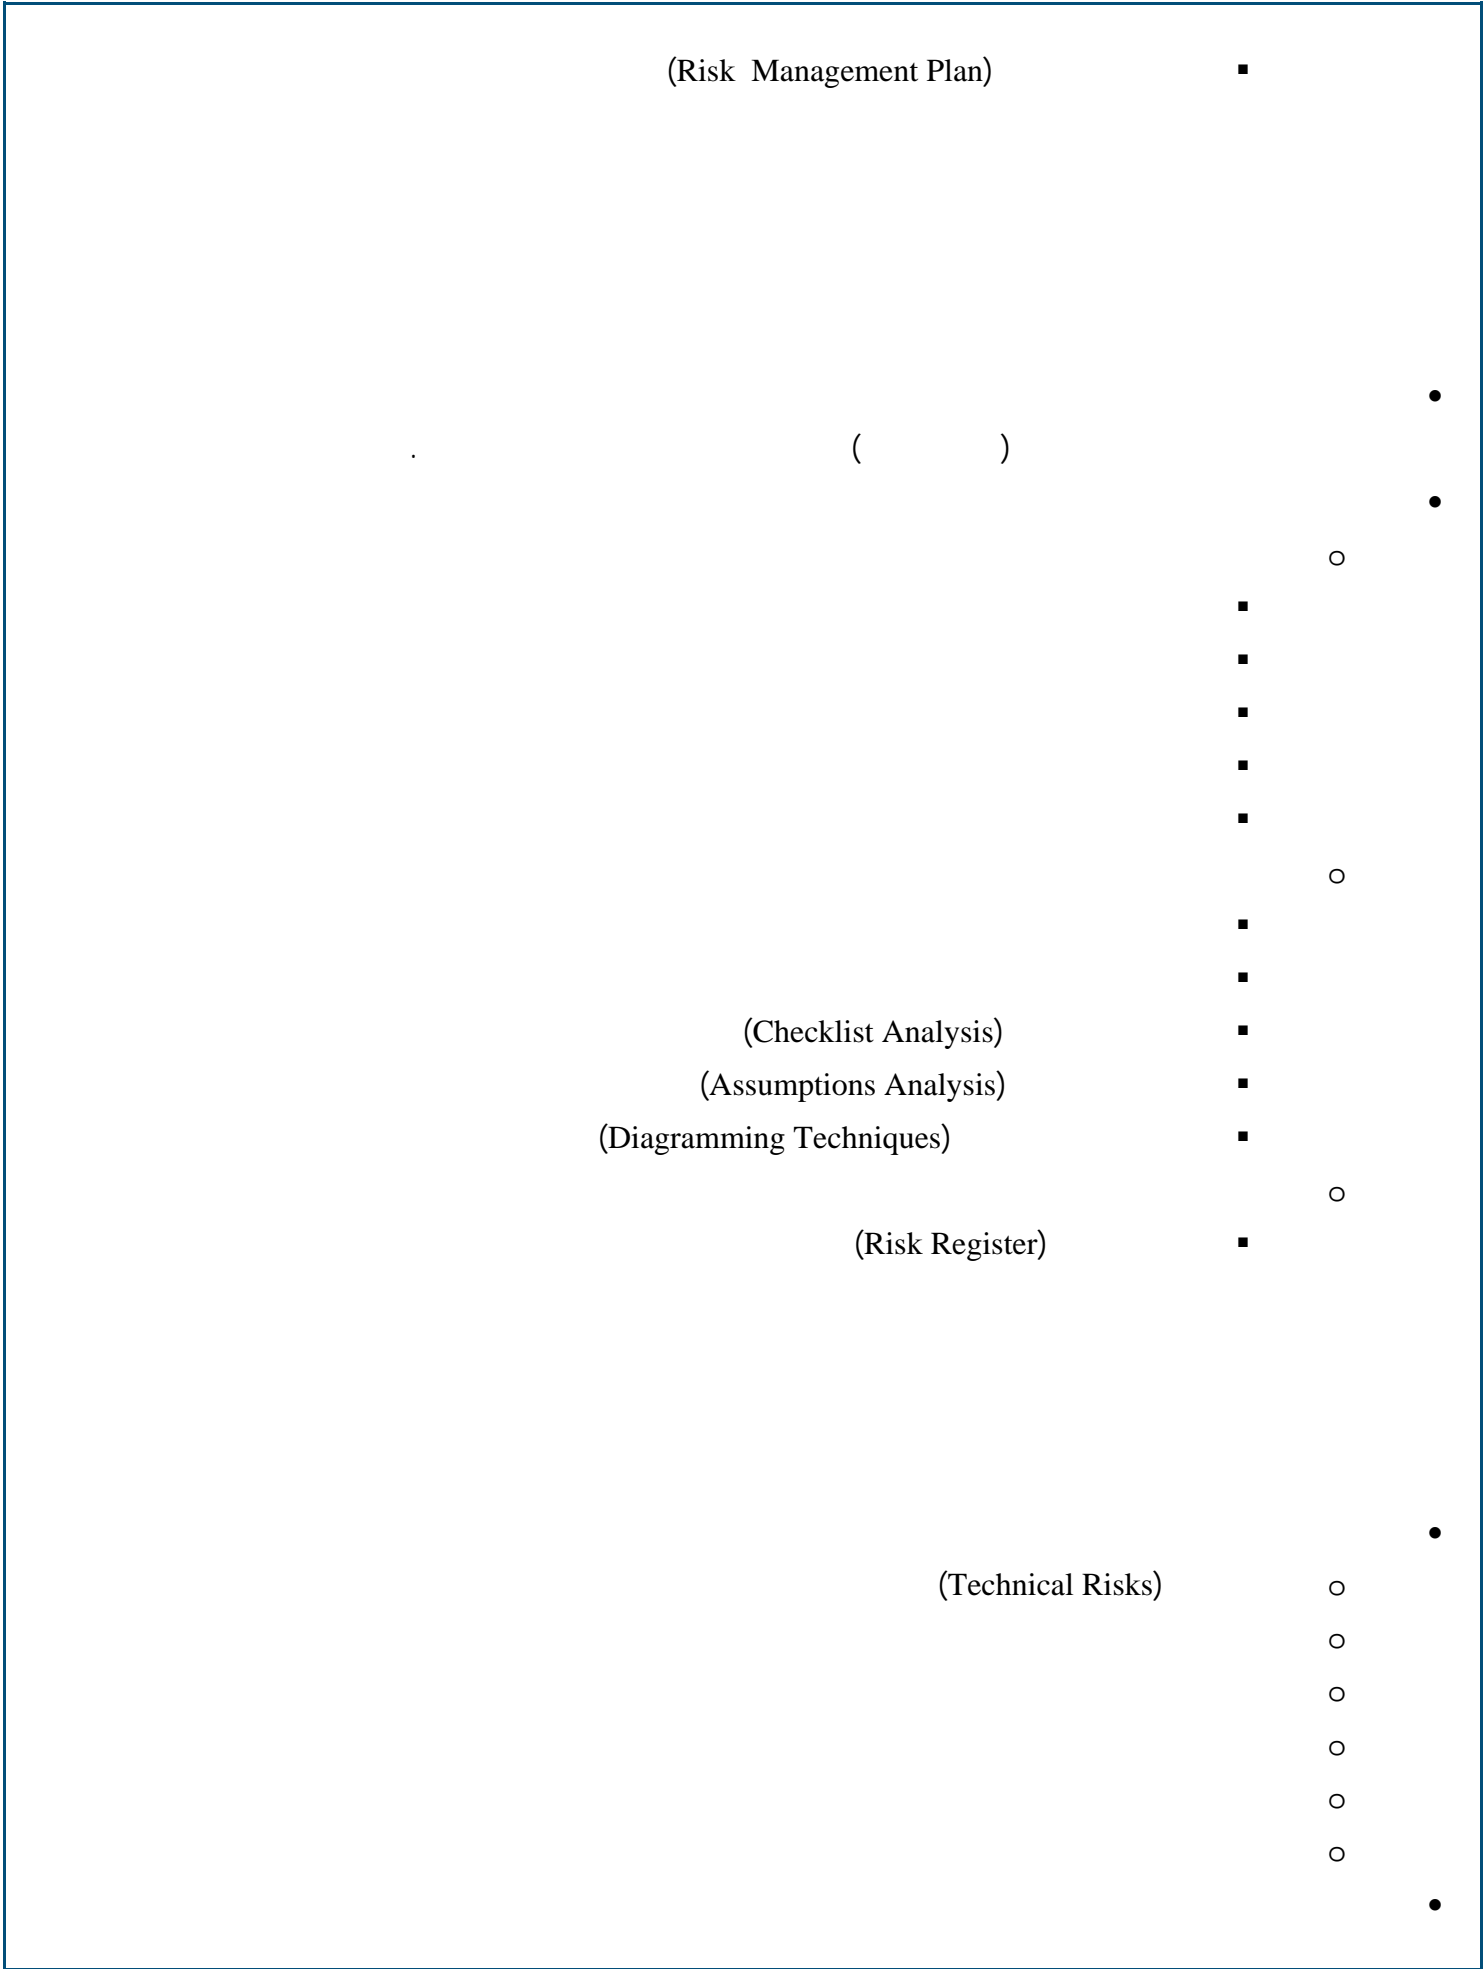 ▪ (Risk Management Plan)
•
( ) .
•
o
▪
▪
▪
▪
▪
o
▪
▪
▪ (Checklist Analysis)
▪ (Assumptions Analysis)
▪ (Diagramming Techniques)
o
▪ (Risk Register)
•
o (Technical Risks)
o
o
o
o
o
•